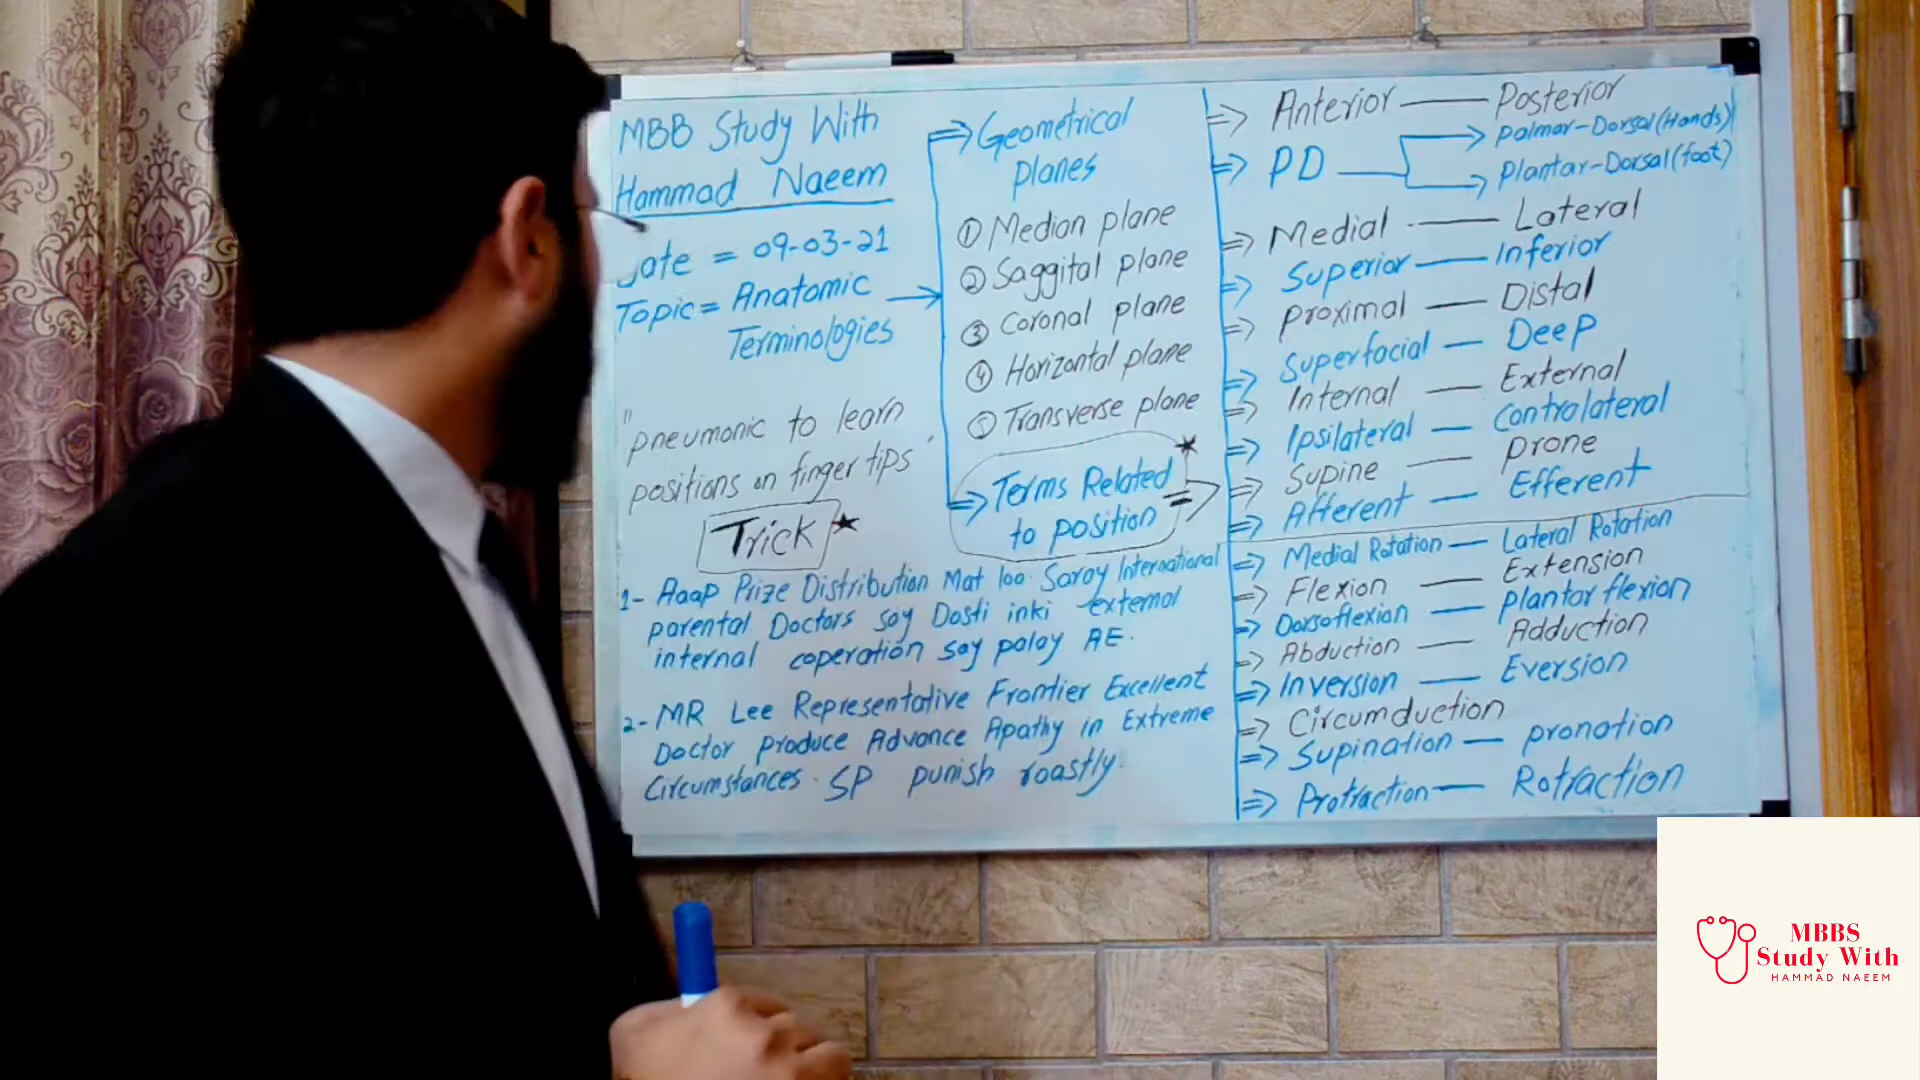 MBB Study With
Hammad Naeem
Date = 09-03-21
Topic = Anatomic
Terminologies
"pneumonic to learn
positions on finger tips"
Trick
1- Aaap Prize Distribution Mat loo. Saray International
parental Doctors say Dosti inki external
internal coperation say palay AE.
2- MR Lee Representative Frontier Excellent
Doctor produce Advance Apathy in Extreme
Circumstances. SP punish roastly.
⇒ Geometrical
planes
① Median plane
② Saggital plane
③ Coronal plane
④ Horizontal plane
⑤ Transverse plane
⇒ Terms Related
to position ⇒
⇒ Anterior — Posterior
⇒ PD → Palmar-Dorsal (Hands)
→ Plantar-Dorsal (foot)
⇒ Medial — Lateral
⇒ Superior — Inferior
⇒ proximal — Distal
⇒ Superfacial — Deep
⇒ Internal — External
⇒ Ipsilateral — Controlateral
⇒ Supine — prone
⇒ Afferent — Efferent
⇒ Medial Rotation — Lateral Rotation
⇒ Flexion — Extension
⇒ Dorsoflexion — Plantar flexion
⇒ Abduction — Adduction
⇒ Inversion — Eversion
⇒ Circumduction
⇒ Supination — pronation
⇒ Protraction — Rotraction
MBBS
Study With
HAMMAD NAEEM